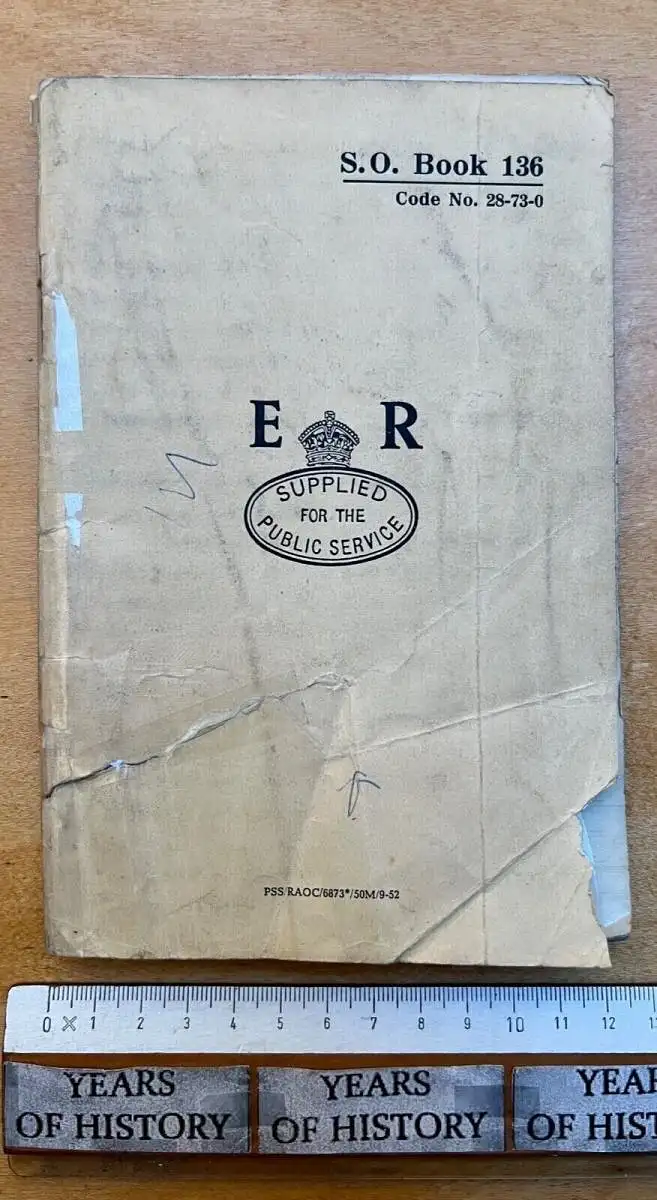 S.O. Book 136
Code No. 28-73-0
E R
SUPPLIED
FOR THE
PUBLIC SERVICE
PSS/RAOC/6873*/50M/9-52
0 1 2 3 4 5 6 7 8 9 10 11 12
YEARS YEARS
OF HISTORY OF HISTORY